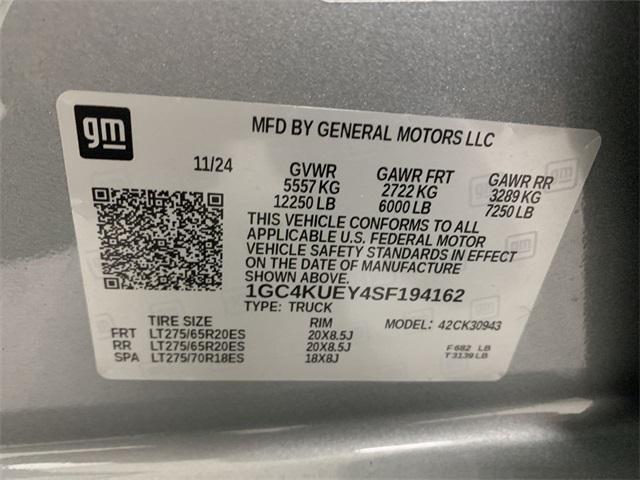 gm
MFD BY GENERAL MOTORS LLC
11/24 GVWR GAWR FRT GAWR RR
5557 KG 2722 KG 3289 KG
12250 LB 6000 LB 7250 LB
THIS VEHICLE CONFORMS TO ALL
APPLICABLE U.S. FEDERAL MOTOR
VEHICLE SAFETY STANDARDS IN EFFECT
ON THE DATE OF MANUFACTURE
SHOWN ABOVE.
1GC4KUEY4SF194162
TYPE: TRUCK MODEL: 42CK30943
TIRE SIZE RIM
FRT LT275/65R20ES 20X8.5J
RR LT275/65R20ES 20X8.5J
SPA LT275/70R18ES 18X8J
F 682 LB
T 3139 LB